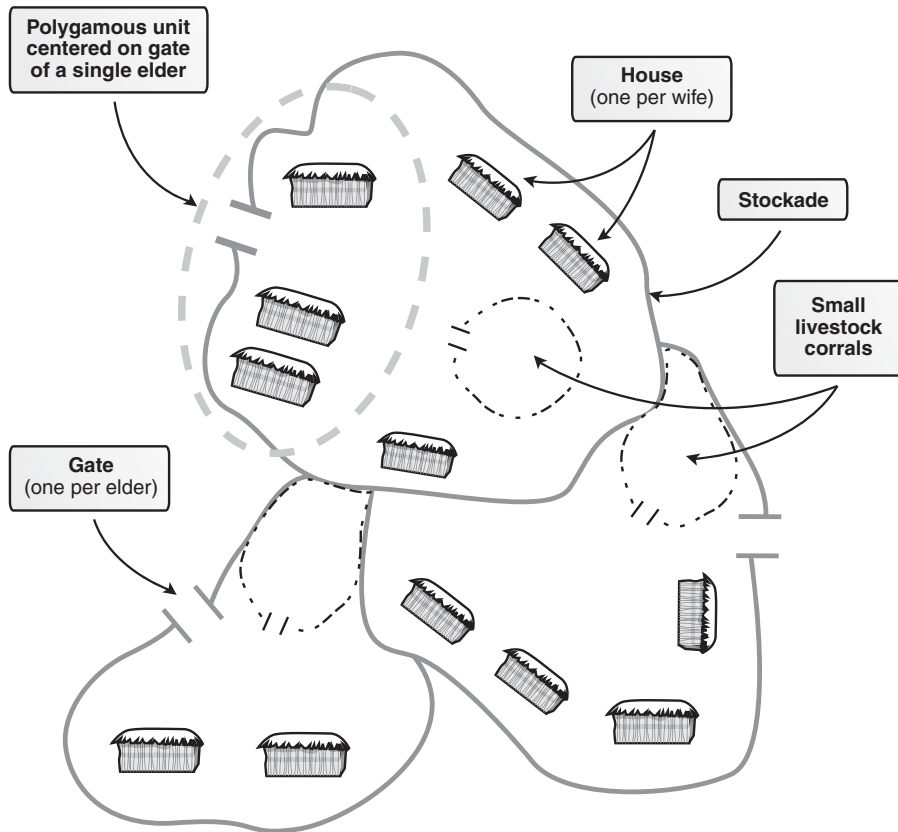 Polygamous unit
centered on gate
of a single elder
House
(one per wife)
Stockade
Small
livestock
corrals
Gate
(one per elder)